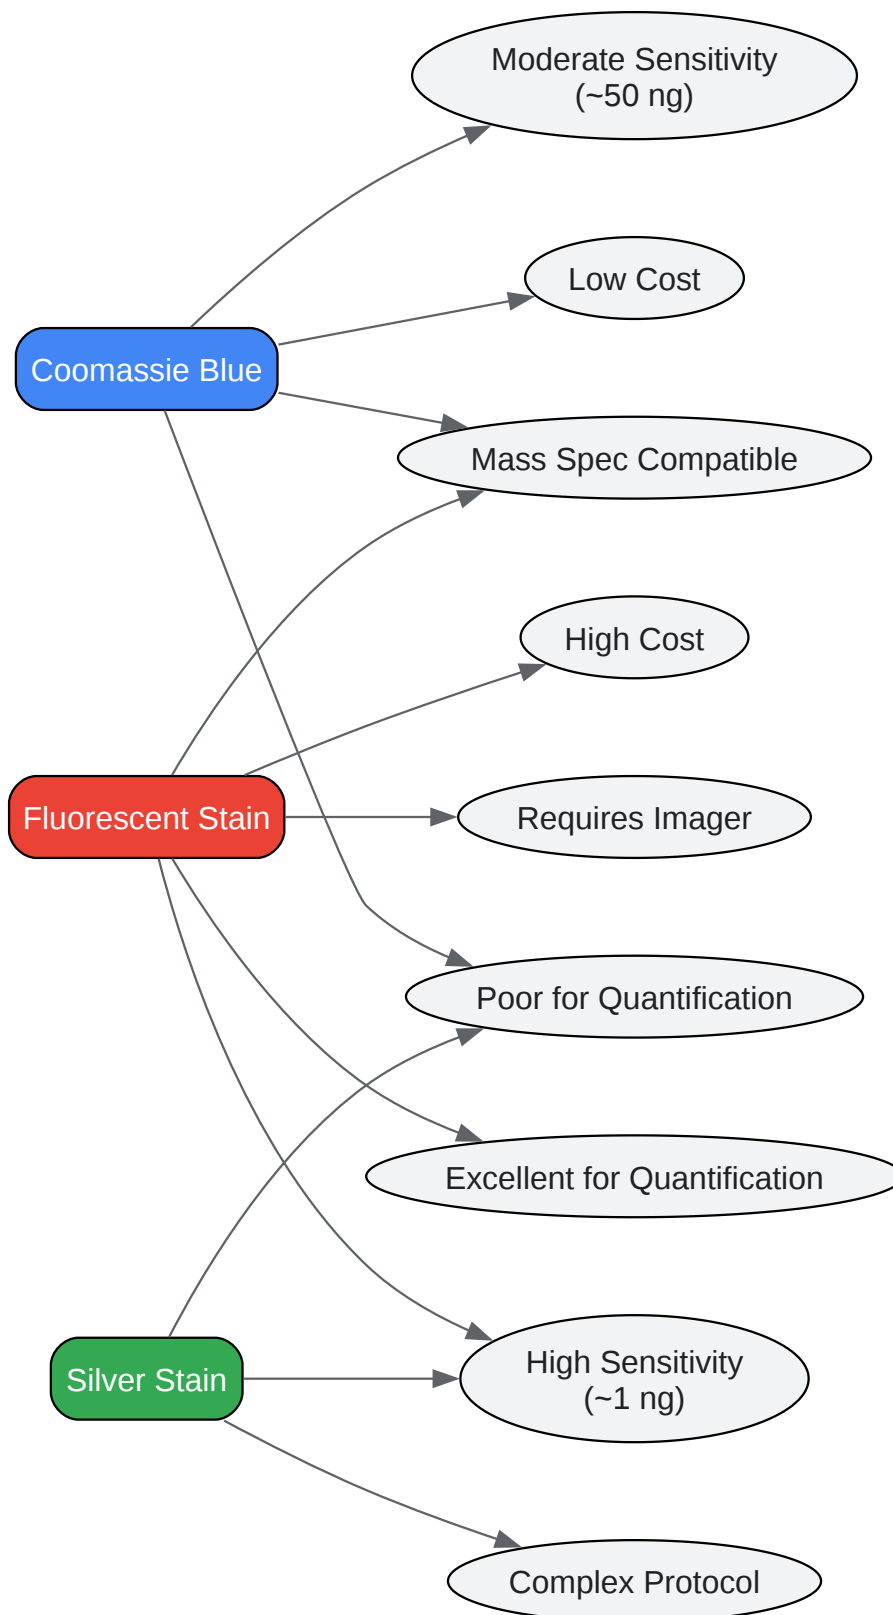 Moderate Sensitivity
(~50 ng)
Low Cost
Coomassie Blue
Mass Spec Compatible
High Cost
Fluorescent Stain
Requires Imager
Poor for Quantification
Excellent for Quantification
High Sensitivity
(~1 ng)
Silver Stain
Complex Protocol